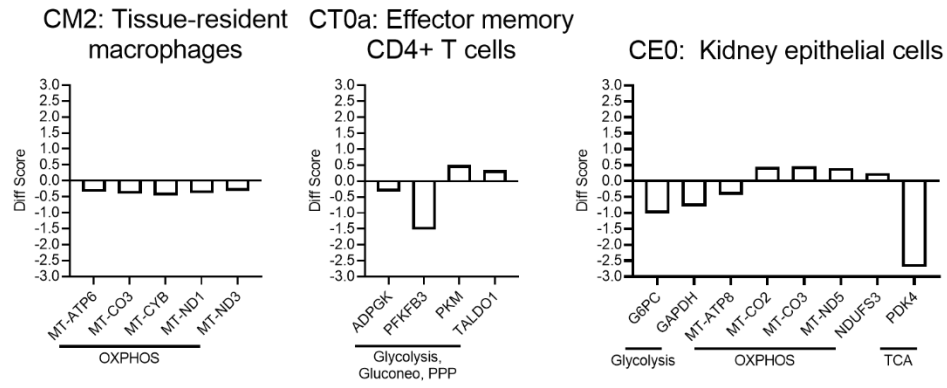 CM2: Tissue-resident
macrophages
Diff Score
3.0
2.5
2.0
1.5
1.0
0.5
0.0
-0.5
-1.0
-1.5
-2.0
-2.5
-3.0
MT-ATP6
MT-CO3
MT-CYB
MT-ND1
MT-ND3
OXPHOS
CT0a: Effector memory
CD4+ T cells
Diff Score
3.0
2.5
2.0
1.5
1.0
0.5
0.0
-0.5
-1.0
-1.5
-2.0
-2.5
-3.0
ADPGK
PFKFB3
PKM
TALDO1
Glycolysis,
Gluconeo, PPP
CE0: Kidney epithelial cells
Diff Score
3.0
2.5
2.0
1.5
1.0
0.5
0.0
-0.5
-1.0
-1.5
-2.0
-2.5
-3.0
G6PC
GAPDH
MT-ATP8
MT-CO2
MT-CO3
MT-ND5
NDUFS3
PDK4
Glycolysis
OXPHOS
TCA